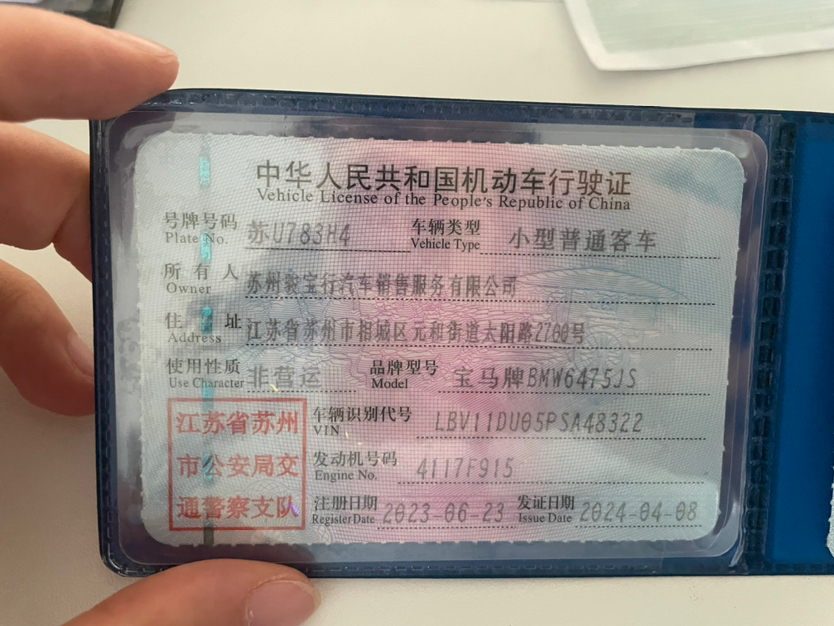 中华人民共和国机动车行驶证
Vehicle License of the People's Republic of China
号牌号码 苏U783H4 车辆类型 小型普通客车
Plate No. Vehicle Type
所有人 苏州骏宝行汽车销售服务有限公司
Owner
住址 江苏省苏州市相城区元和街道太阳路2700号
Address
使用性质 非营运 品牌型号 宝马牌BMW6475JS
Use Character Model
江苏省苏州 车辆识别代号 LBV11DU05PSA48322
VIN
市公安局交 发动机号码 4117F915
Engine No.
通警察支队 注册日期 2023-06-23 发证日期 2024-04-08
Register Date Issue Date